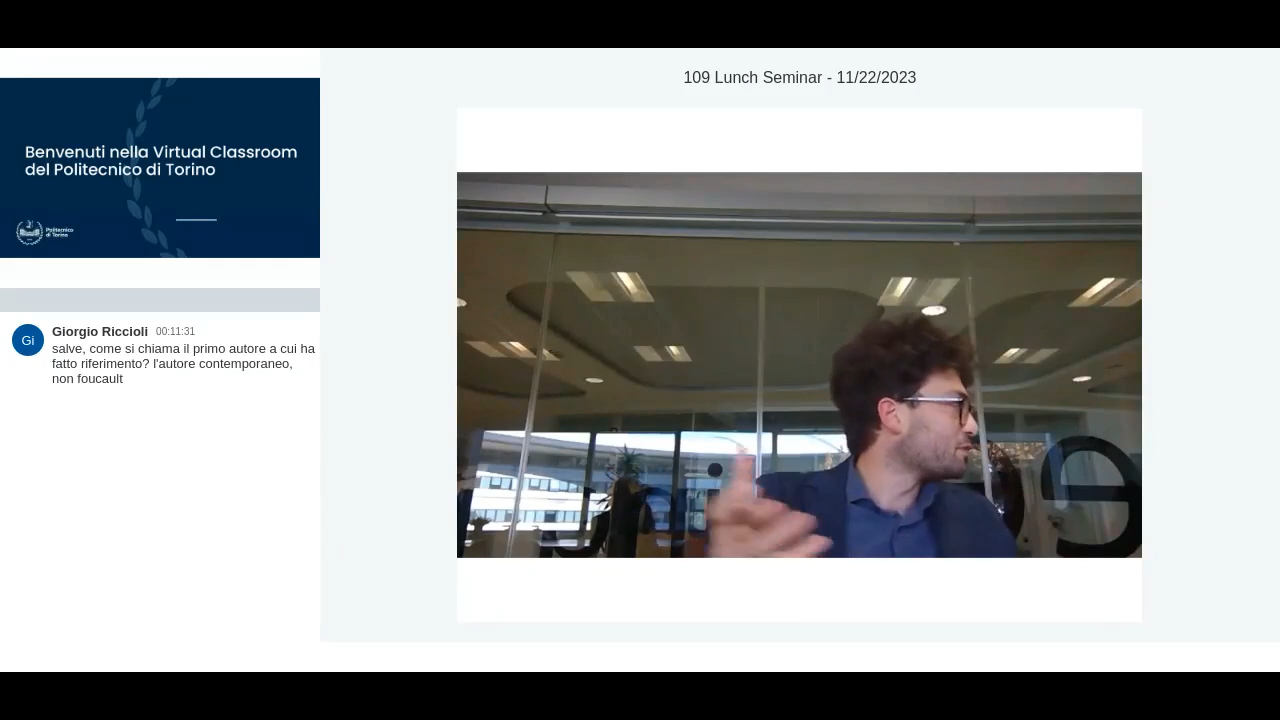 109 Lunch Seminar - 11/22/2023
Benvenuti nella Virtual Classroom
del Politecnico di Torino
Politecnico
di Torino
Gi
Giorgio Riccioli 00:11:31
salve, come si chiama il primo autore a cui ha
fatto riferimento? l'autore contemporaneo,
non foucault